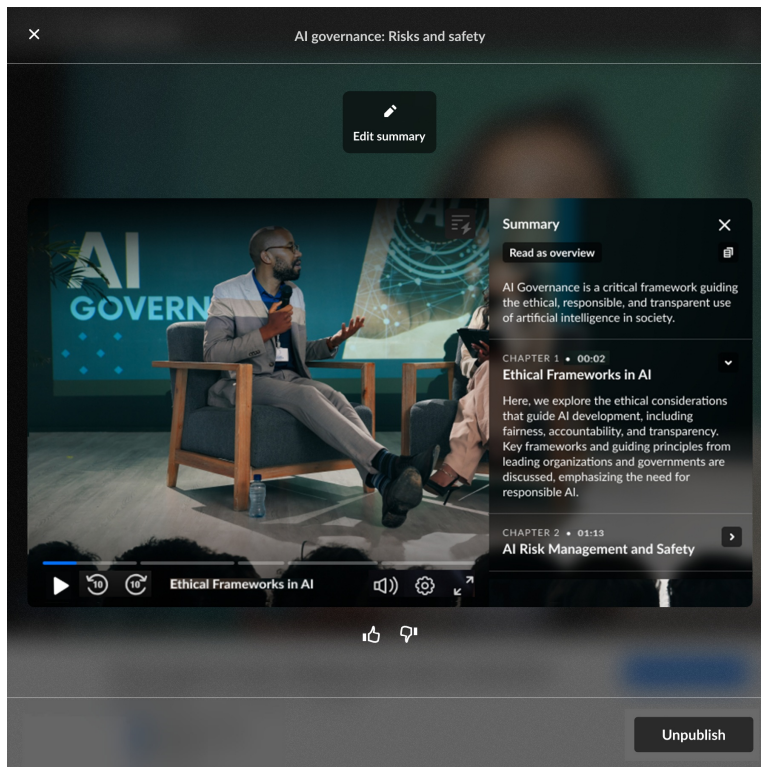 AI governance: Risks and safety
Edit summary
AI
GOVERN
AI
Summary
Read as overview
AI Governance is a critical framework guiding
the ethical, responsible, and transparent use
of artificial intelligence in society.
CHAPTER 1 • 00:02
Ethical Frameworks in AI
Here, we explore the ethical considerations
that guide AI development, including
fairness, accountability, and transparency.
Key frameworks and guiding principles from
leading organizations and governments are
discussed, emphasizing the need for
responsible AI.
CHAPTER 2 • 01:13
AI Risk Management and Safety
10
10
Ethical Frameworks in AI
Unpublish